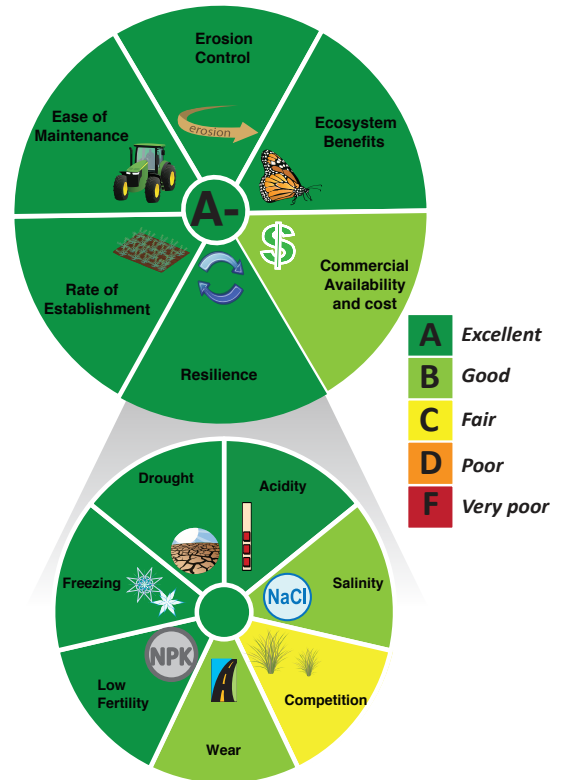 Erosion
Control
erosion
Ease of
Maintenance
Ecosystem
Benefits
A-
$
Rate of
Establishment
Commercial
Availability
and cost
Resilience
A Excellent
B Good
C Fair
D Poor
F Very poor
Drought
Acidity
Freezing
Salinity
NaCl
NPK
Low
Fertility
Competition
Wear